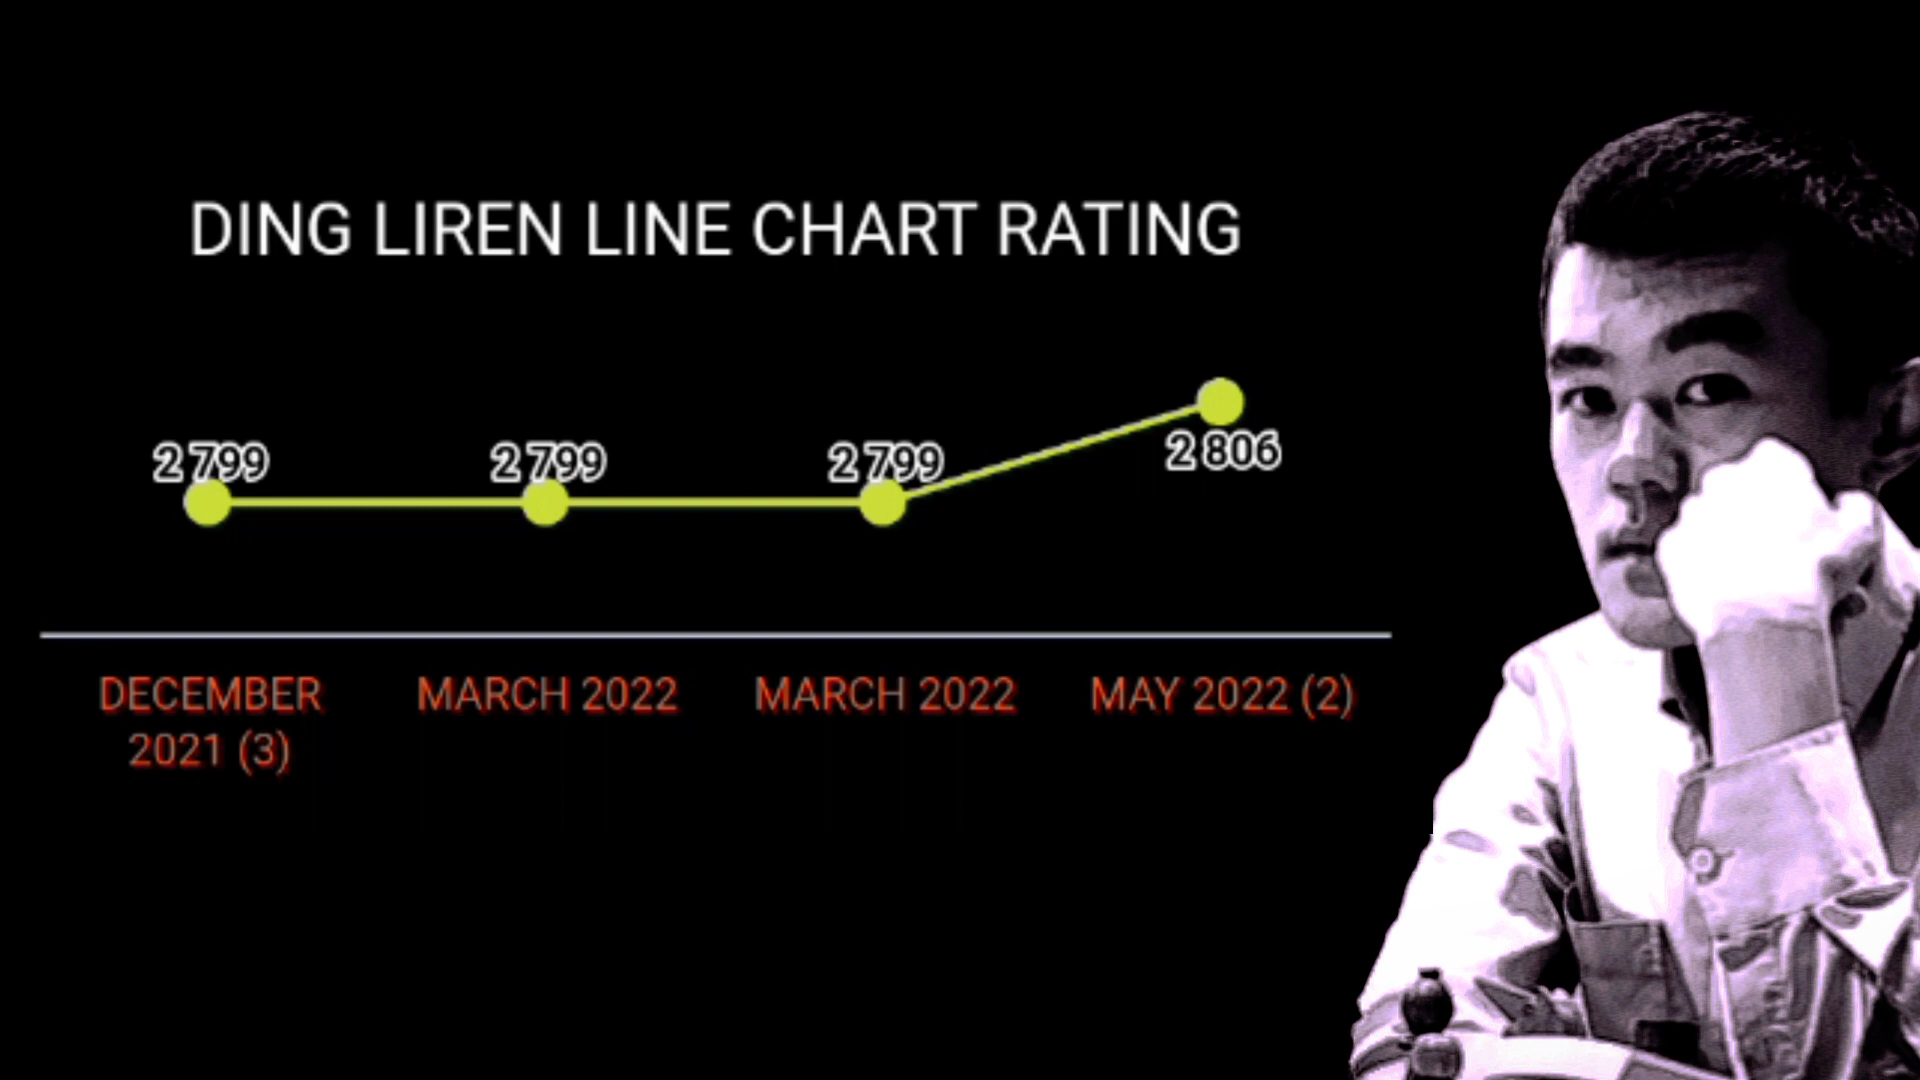 DING LIREN LINE CHART RATING
2 799
2 799
2 799
2 806
DECEMBER
2021 (3)
MARCH 2022
MARCH 2022
MAY 2022 (2)